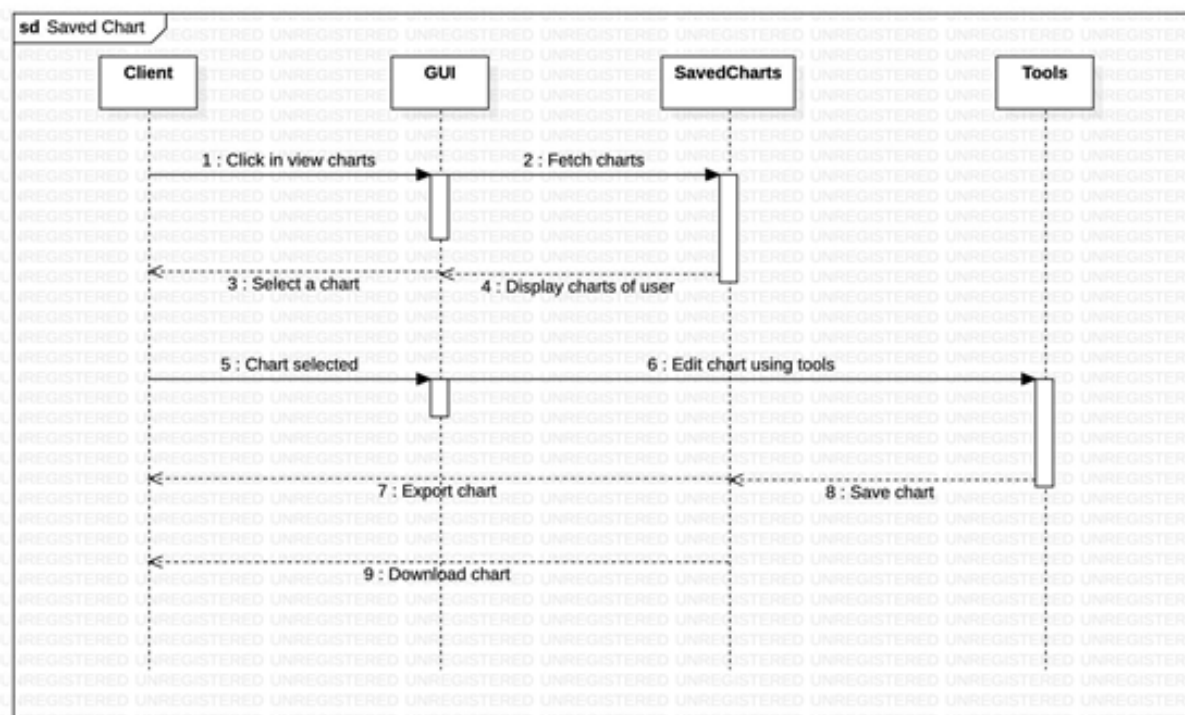 sd Saved Chart
Client
GUI
SavedCharts
Tools
1 : Click in view charts
2 : Fetch charts
3 : Select a chart
4 : Display charts of user
5 : Chart selected
6 : Edit chart using tools
7 : Export chart
8 : Save chart
9 : Download chart
UNREGISTERED